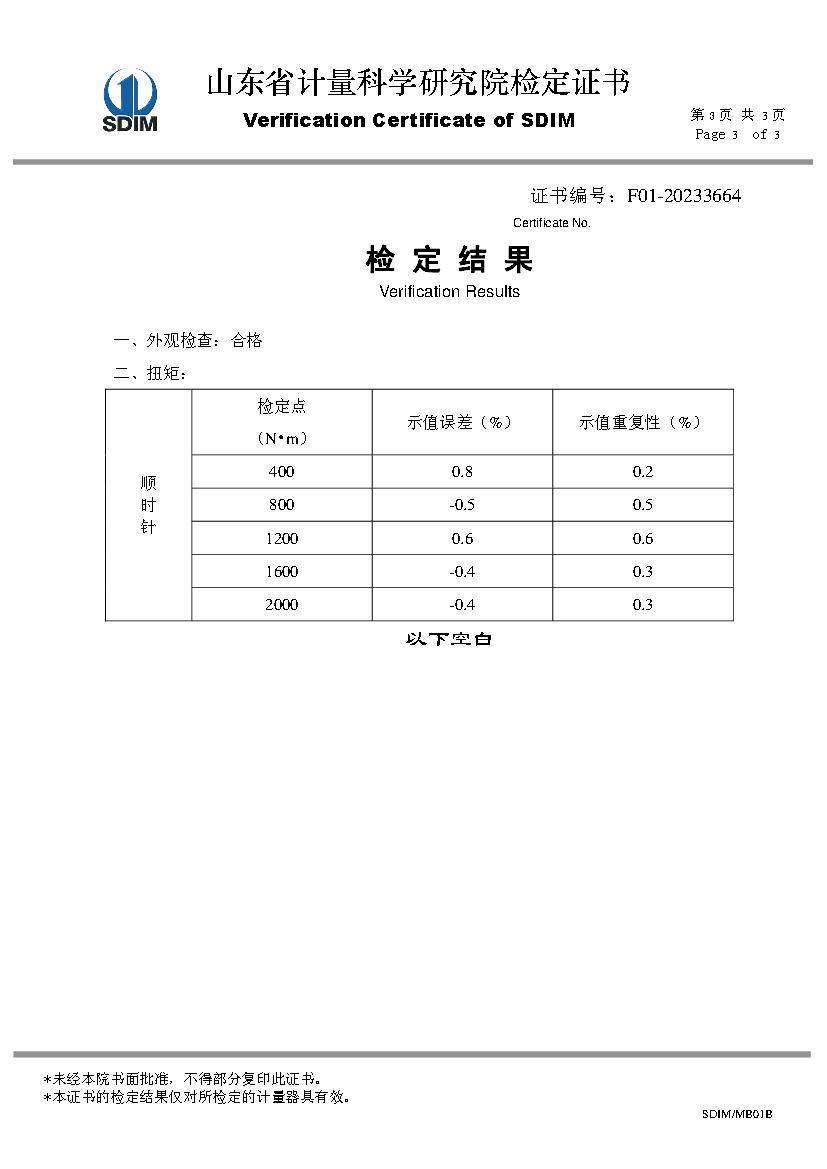 SDIM
山东省计量科学研究院检定证书
Verification Certificate of SDIM
第 3 页 共 3 页
Page 3 of 3
证书编号：F01-20233664
Certificate No.
检 定 结 果
Verification Results
一、外观检查：合格
二、扭矩：
顺时针
检定点（N•m） 示值误差（%） 示值重复性（%）
400 0.8 0.2
800 -0.5 0.5
1200 0.6 0.6
1600 -0.4 0.3
2000 -0.4 0.3
以下空白
*未经本院书面批准，不得部分复印此证书。
*本证书的检定结果仅对所检定的计量器具有效。
SDIM/MB01B